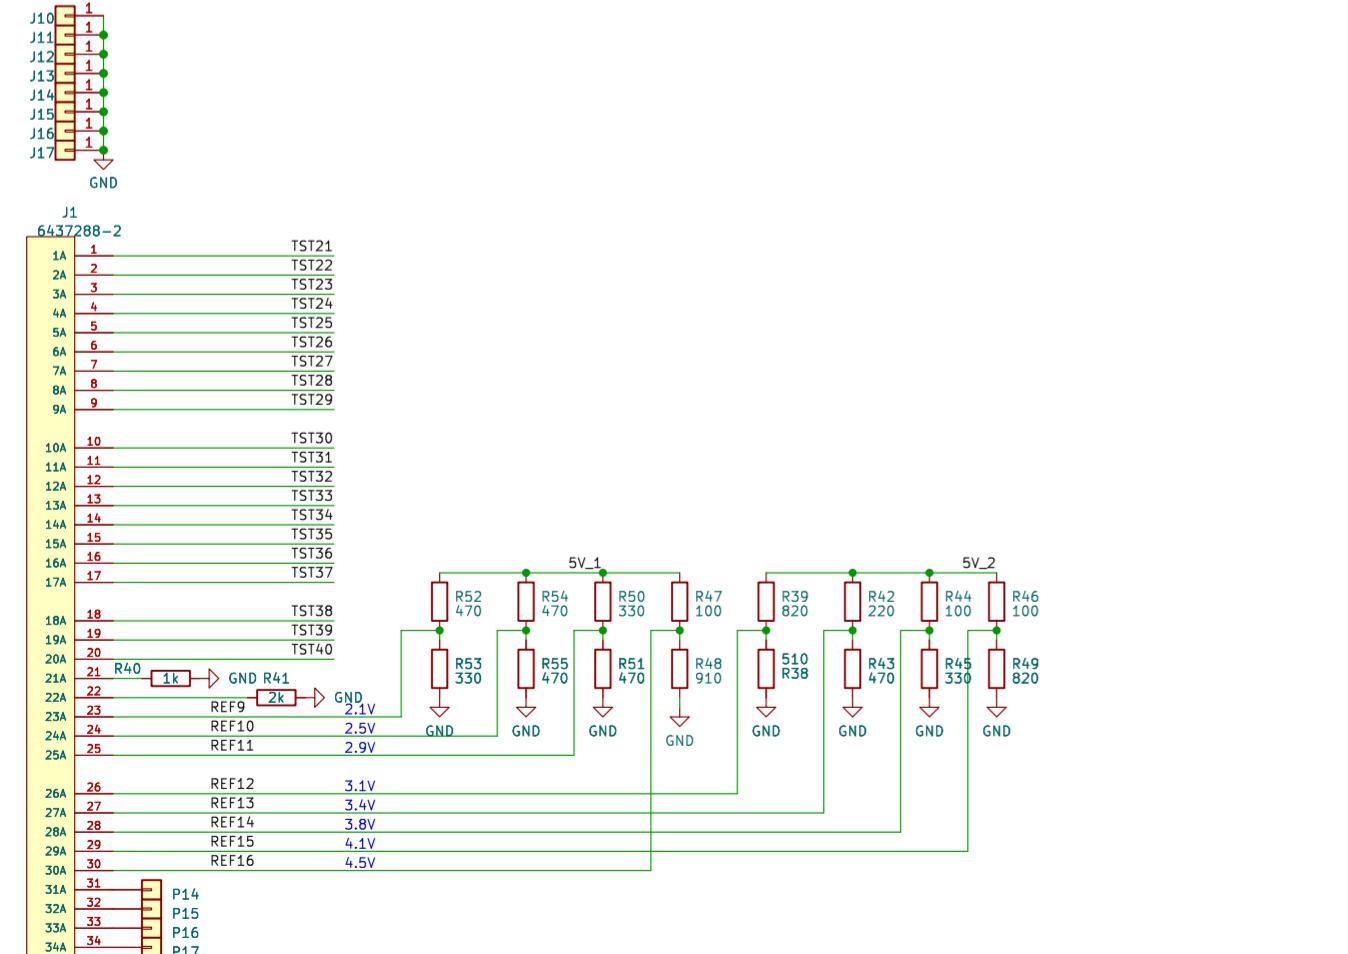 J10 1
J11 1
J12 1
J13 1
J14 1
J15 1
J16 1
J17 1
GND
J1
6437288-2
1A 1 TST21
2A 2 TST22
3A 3 TST23
4A 4 TST24
5A 5 TST25
6A 6 TST26
7A 7 TST27
8A 8 TST28
9A 9 TST29
10A 10 TST30
11A 11 TST31
12A 12 TST32
13A 13 TST33
14A 14 TST34
15A 15 TST35
16A 16 TST36
17A 17 TST37
5V_1 5V_2
R52 R54 R50 R47 R39 R42 R44 R46
470 470 330 100 820 220 100 100
18A 18 TST38
19A 19 TST39
20A 20 TST40
R53 R55 R51 R48 510 R43 R45 R49
330 470 470 910 R38 470 330 820
21A 21 R40 1k GND R41
22A 22 2k GND
23A 23 REF9 2.1V
24A 24 REF10 2.5V
GND GND GND GND GND GND GND GND
25A 25 REF11 2.9V
26A 26 REF12 3.1V
27A 27 REF13 3.4V
28A 28 REF14 3.8V
29A 29 REF15 4.1V
30A 30 REF16 4.5V
31A 31 P14
32A 32 P15
33A 33 P16
34A 34 P17